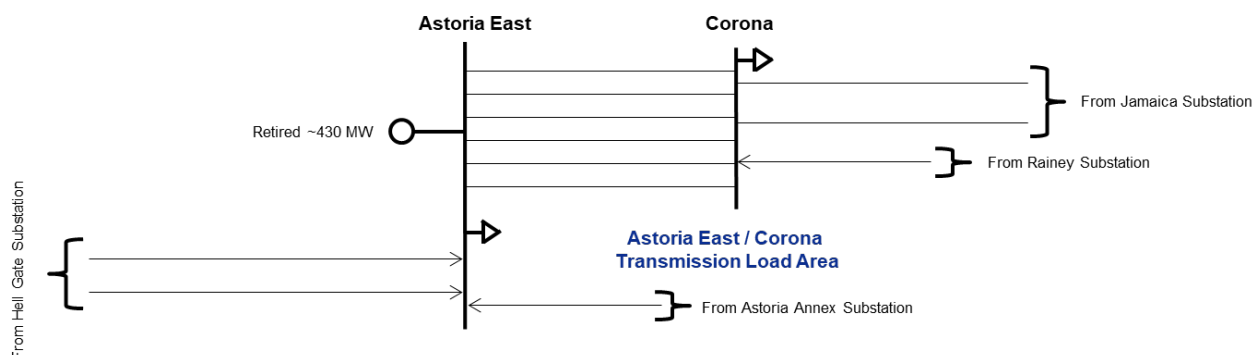 Astoria East
Corona
From Jamaica Substation
Retired ~430 MW
From Rainey Substation
From Hell Gate Substation
Astoria East / Corona
Transmission Load Area
From Astoria Annex Substation